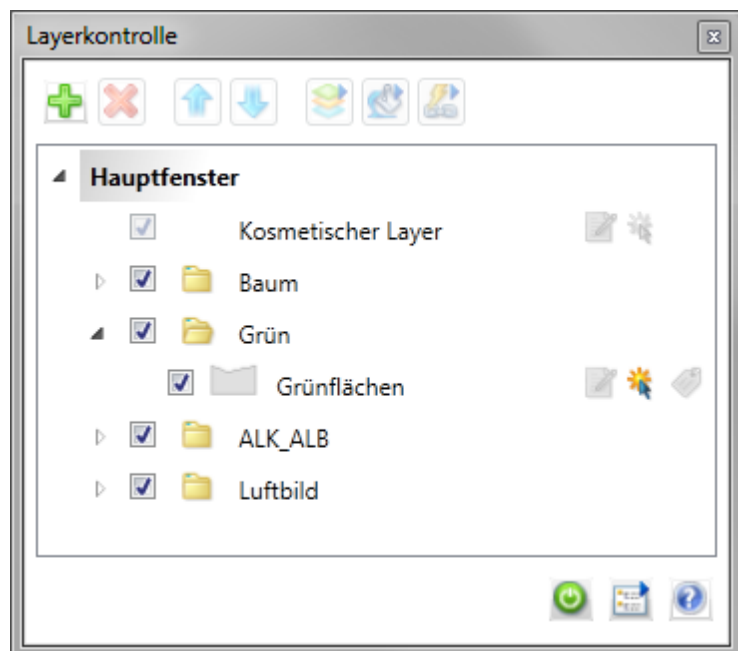 Layerkontrolle
Hauptfenster
Kosmetischer Layer
Baum
Grün
Grünflächen
ALK_ALB
Luftbild